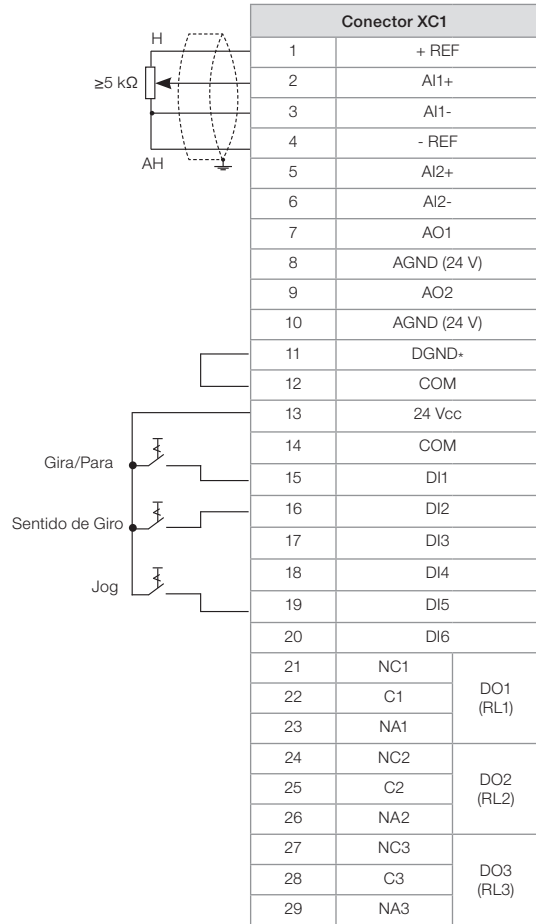 Conector XC1
H
≥5 kΩ
AH
1 + REF
2 AI1+
3 AI1-
4 - REF
5 AI2+
6 AI2-
7 AO1
8 AGND (24 V)
9 AO2
10 AGND (24 V)
11 DGND*
12 COM
13 24 Vcc
14 COM
Gira/Para
15 DI1
Sentido de Giro
16 DI2
17 DI3
Jog
18 DI4
19 DI5
20 DI6
21 NC1
22 C1
23 NA1
DO1
(RL1)
24 NC2
25 C2
26 NA2
DO2
(RL2)
27 NC3
28 C3
29 NA3
DO3
(RL3)